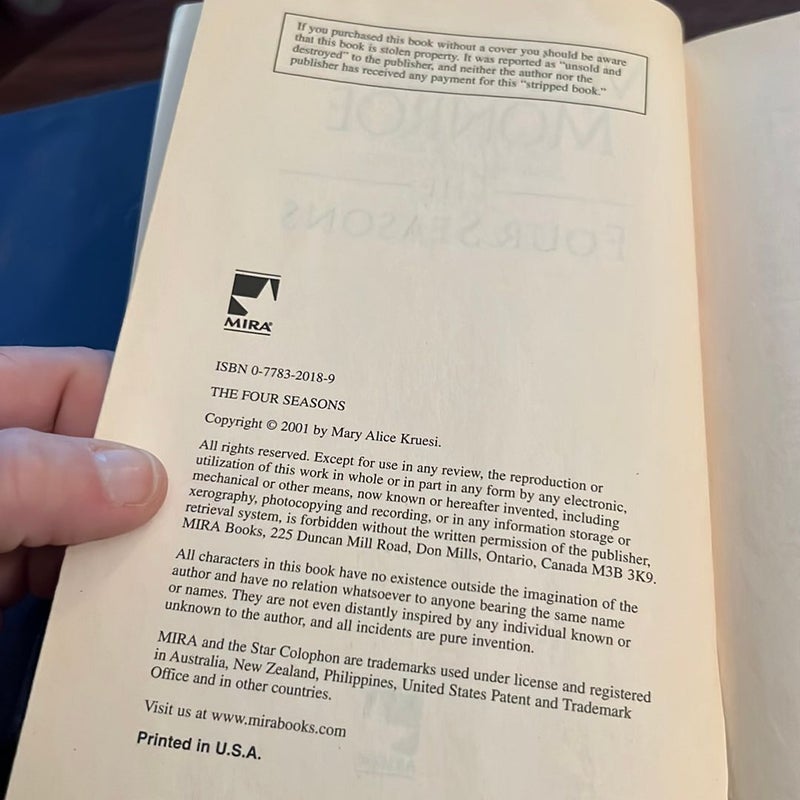 If you purchased this book without a cover you should be aware
that this book is stolen property. It was reported as "unsold and
destroyed" to the publisher, and neither the author nor the
publisher has received any payment for this "stripped book."
MONROE
THE
FOUR SEASONS
MIRA
ISBN 0-7783-2018-9
THE FOUR SEASONS
Copyright © 2001 by Mary Alice Kruesi.
All rights reserved. Except for use in any review, the reproduction or
utilization of this work in whole or in part in any form by any electronic,
mechanical or other means, now known or hereafter invented, including
xerography, photocopying and recording, or in any information storage or
retrieval system, is forbidden without the written permission of the publisher,
MIRA Books, 225 Duncan Mill Road, Don Mills, Ontario, Canada M3B 3K9.
All characters in this book have no existence outside the imagination of the
author and have no relation whatsoever to anyone bearing the same name
or names. They are not even distantly inspired by any individual known or
unknown to the author, and all incidents are pure invention.
MIRA and the Star Colophon are trademarks used under license and registered
in Australia, New Zealand, Philippines, United States Patent and Trademark
Office and in other countries.
Visit us at www.mirabooks.com
Printed in U.S.A.